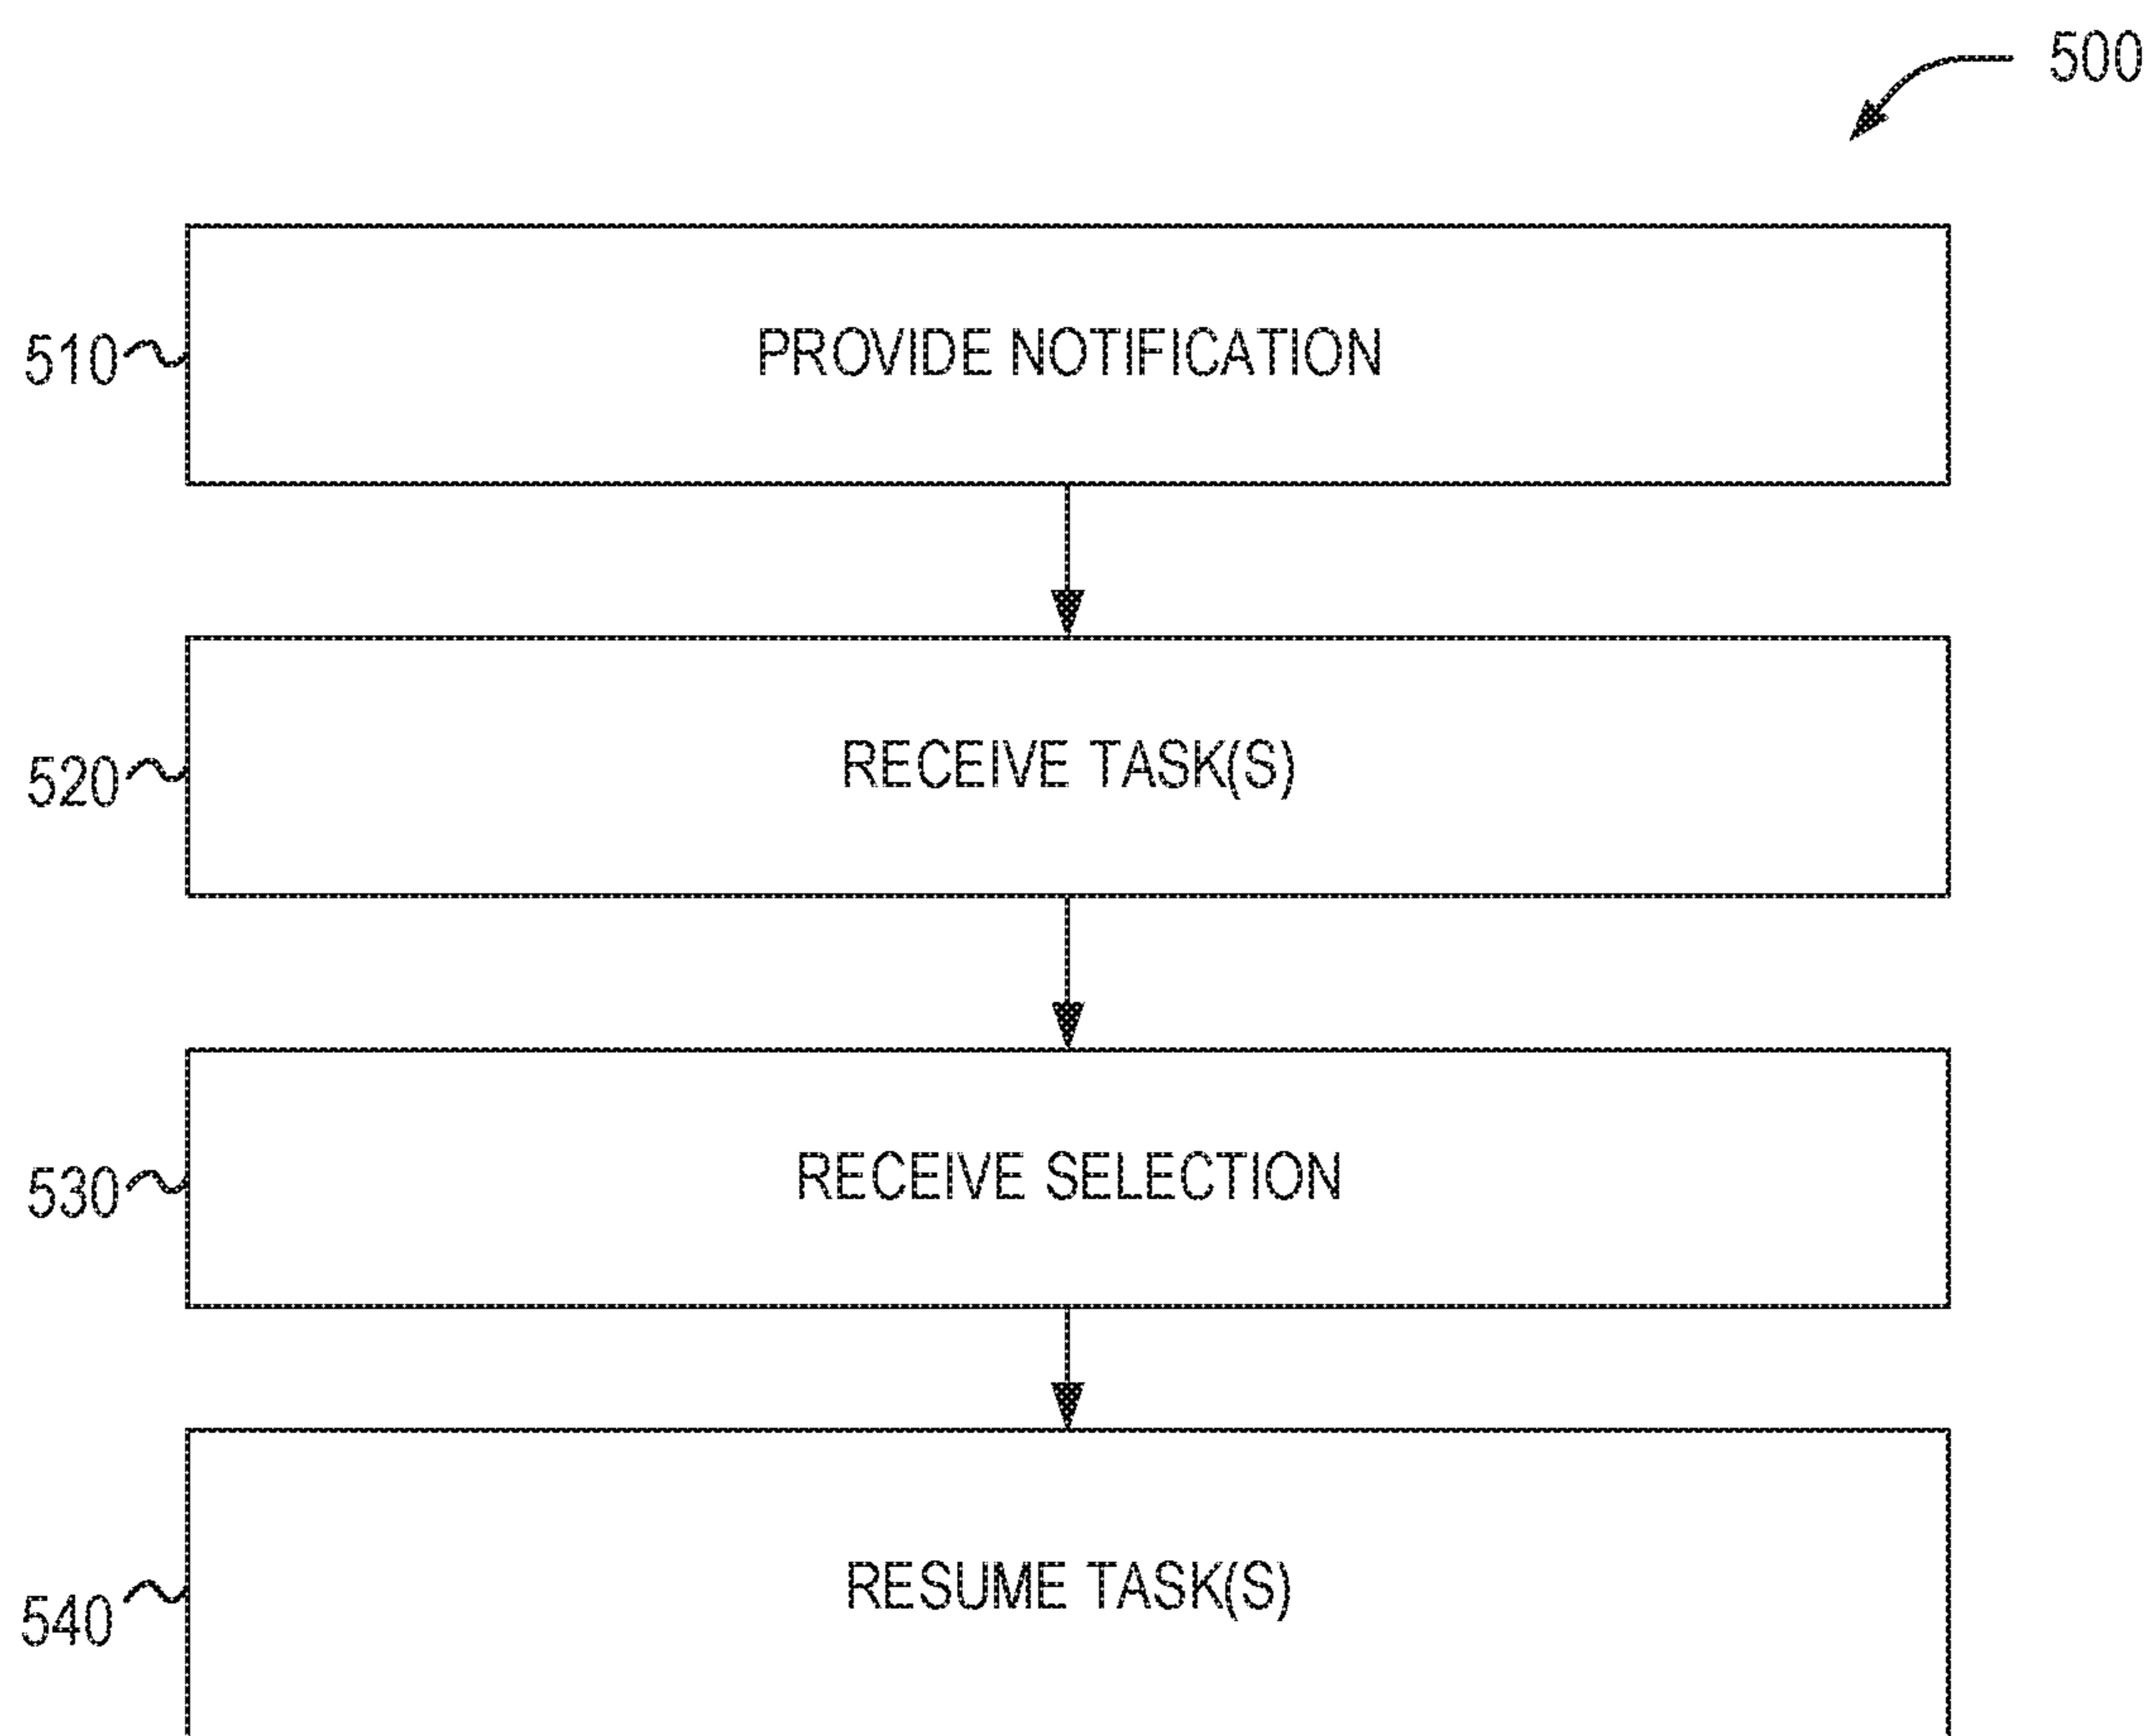 500
510 PROVIDE NOTIFICATION
520 RECEIVE TASK(S)
530 RECEIVE SELECTION
540 RESUME TASK(S)